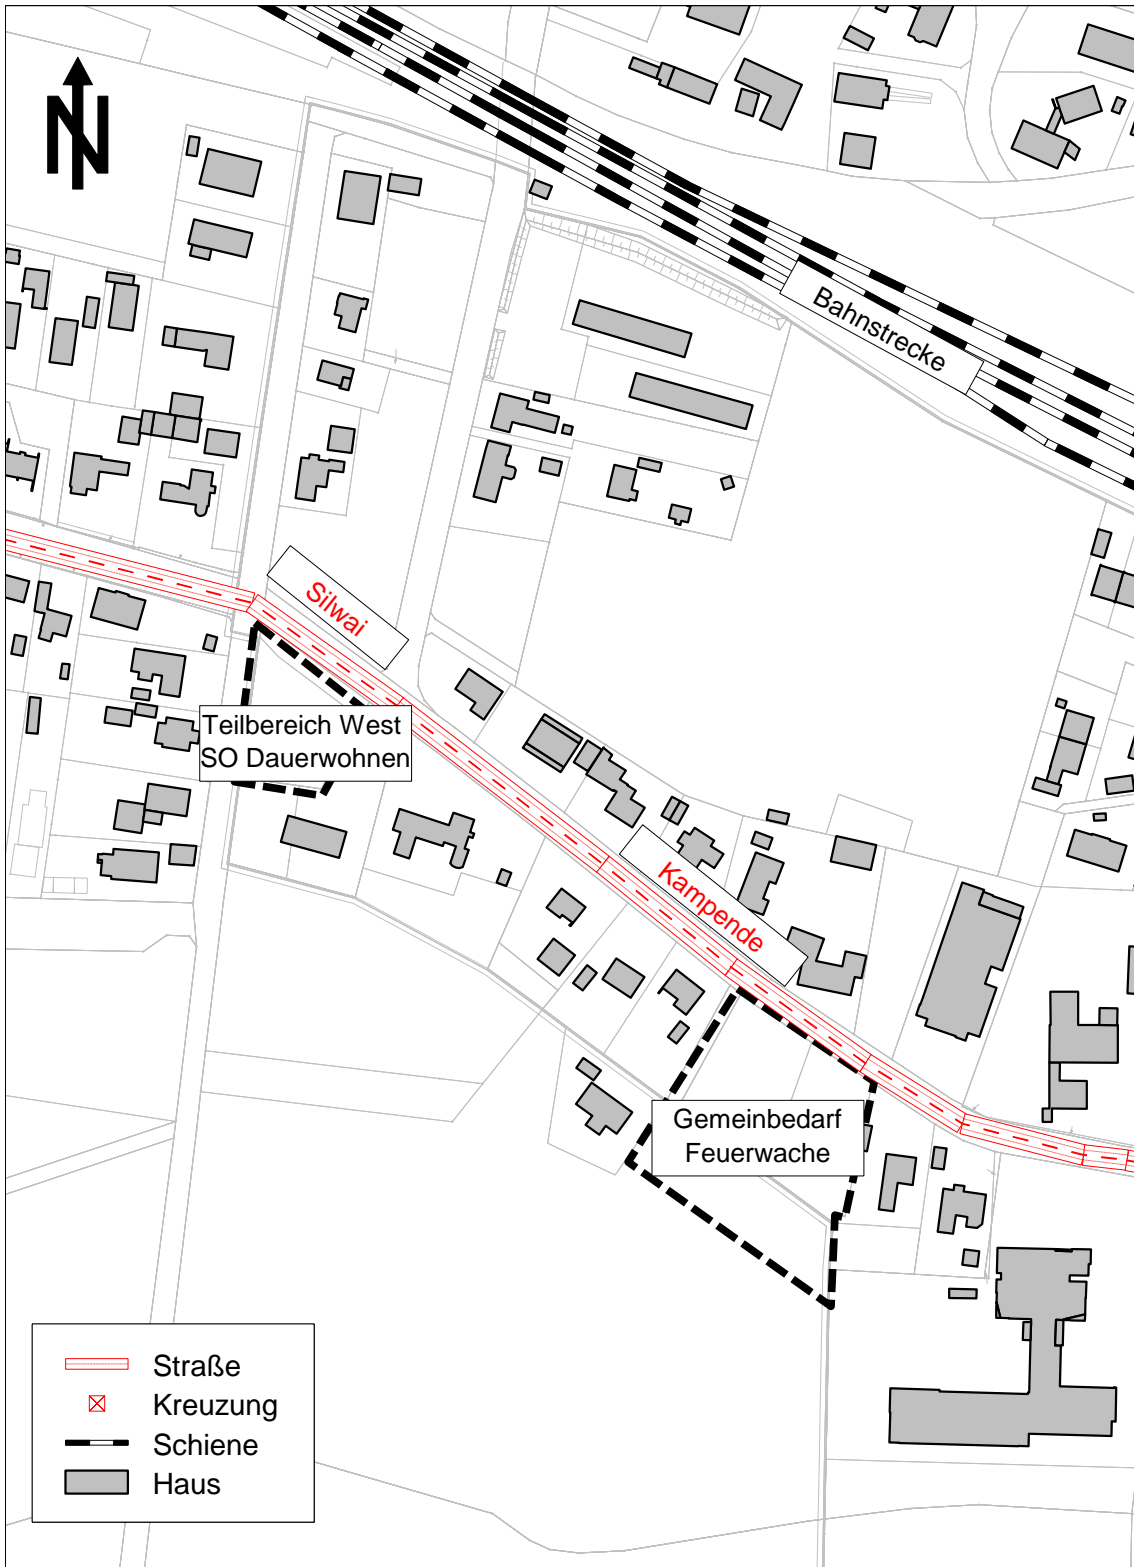 N
Bahnstrecke
Silwai
Teilbereich West
SO Dauerwohnen
Kampende
Gemeinbedarf
Feuerwache
Straße
Kreuzung
Schiene
Haus